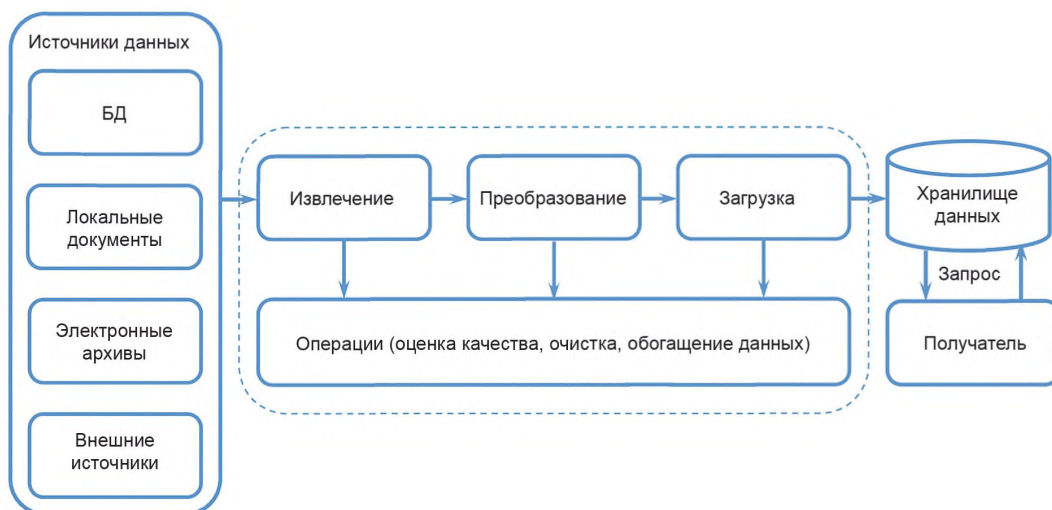 Источники данных
БД
Локальные
документы
Электронные
архивы
Внешние
источники
Извлечение
Преобразование
Загрузка
Операции (оценка качества, очистка, обогащение данных)
Хранилище
данных
Запрос
Получатель